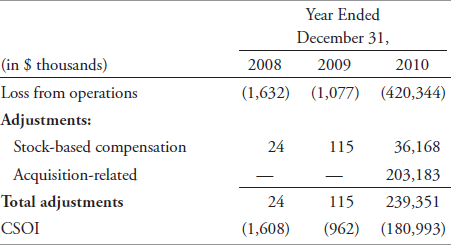 Year Ended
December 31,
(in $ thousands) 2008 2009 2010
Loss from operations (1,632) (1,077) (420,344)
Adjustments:
Stock-based compensation 24 115 36,168
Acquisition-related — — 203,183
Total adjustments 24 115 239,351
CSOI (1,608) (962) (180,993)